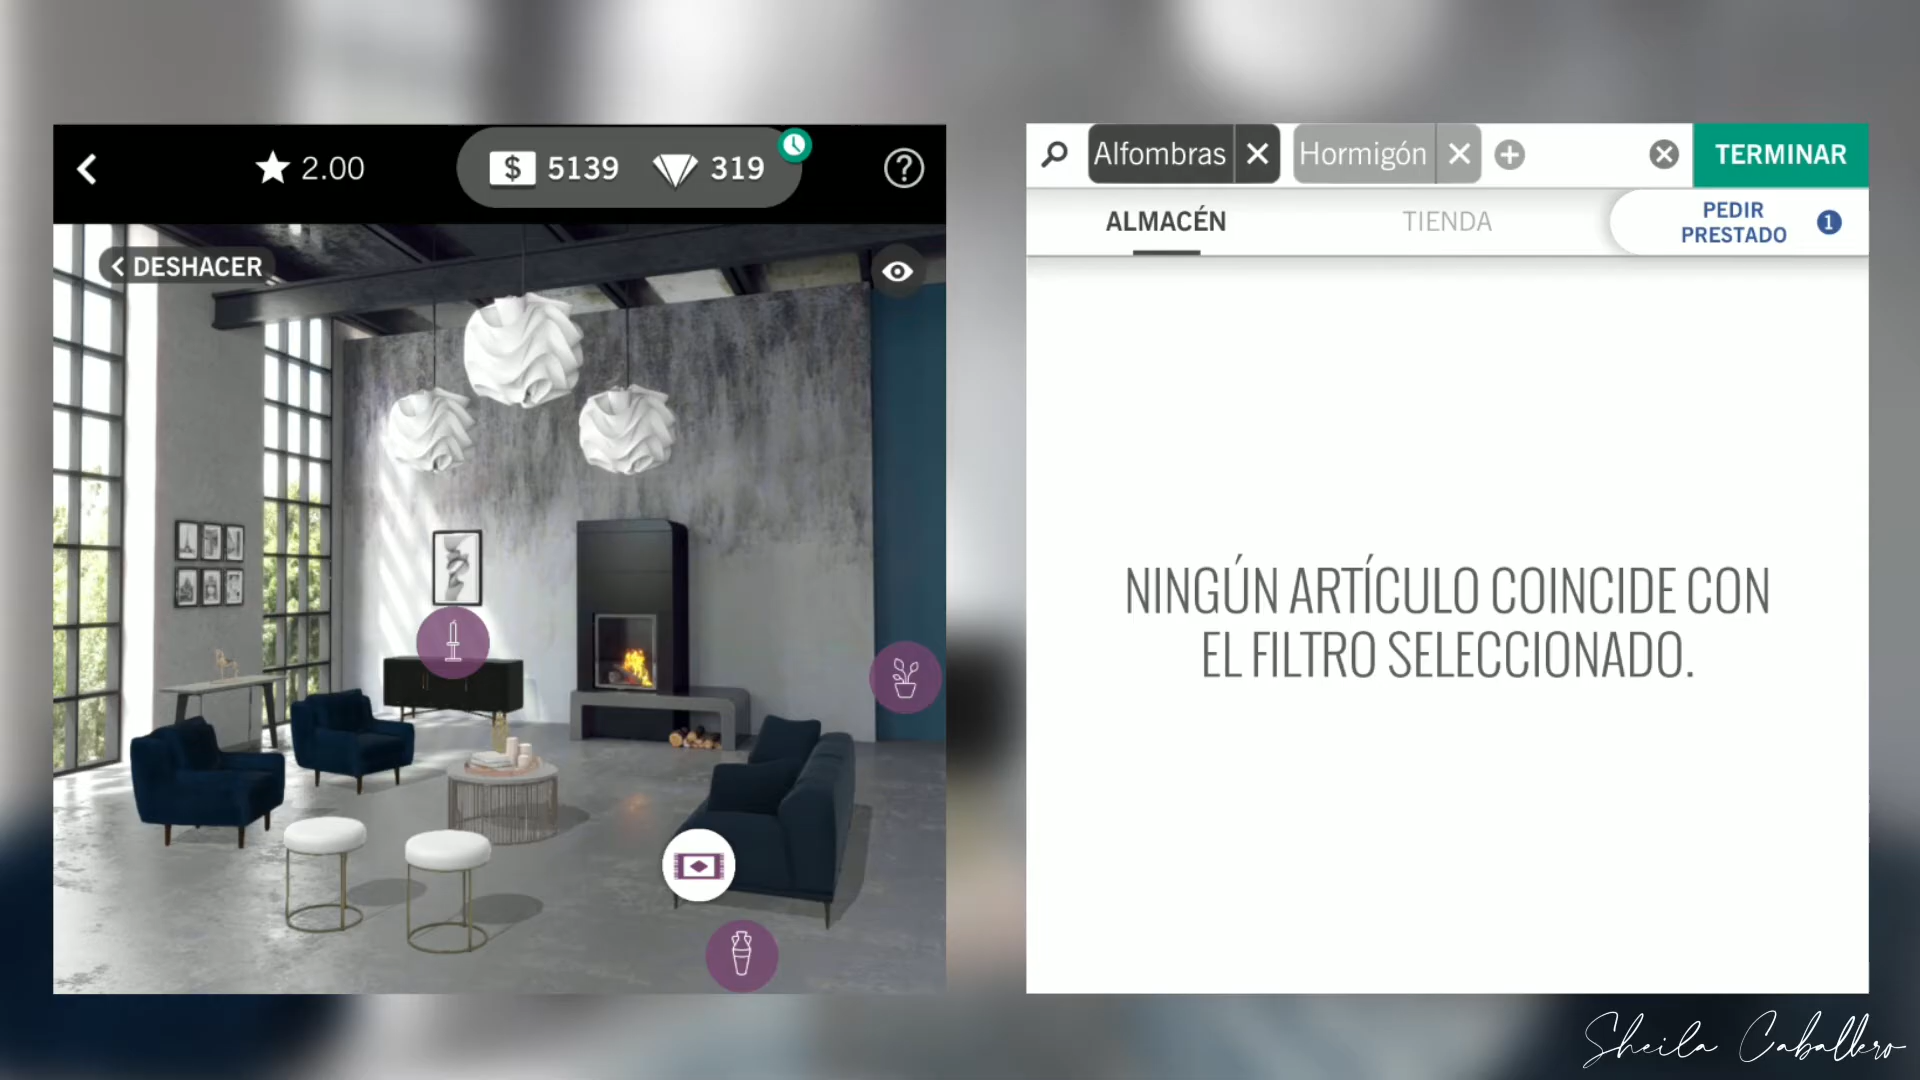 2.00
$ 5139
319
?
DESHACER
Alfombras
Hormigón
TERMINAR
ALMACÉN
TIENDA
PEDIR
PRESTADO
1
NINGÚN ARTÍCULO COINCIDE CON
EL FILTRO SELECCIONADO.
Sheila Caballero